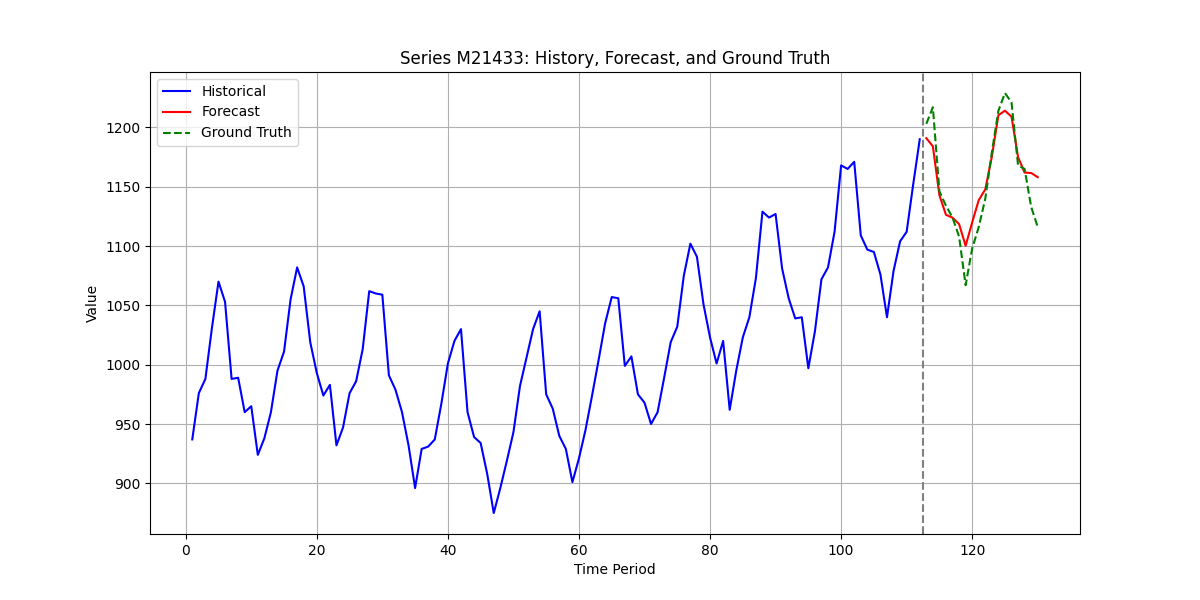 Series M21433: History, Forecast, and Ground Truth
Historical
Forecast
Ground Truth
Value
1200
1150
1100
1050
1000
950
900
0 20 40 60 80 100 120
Time Period